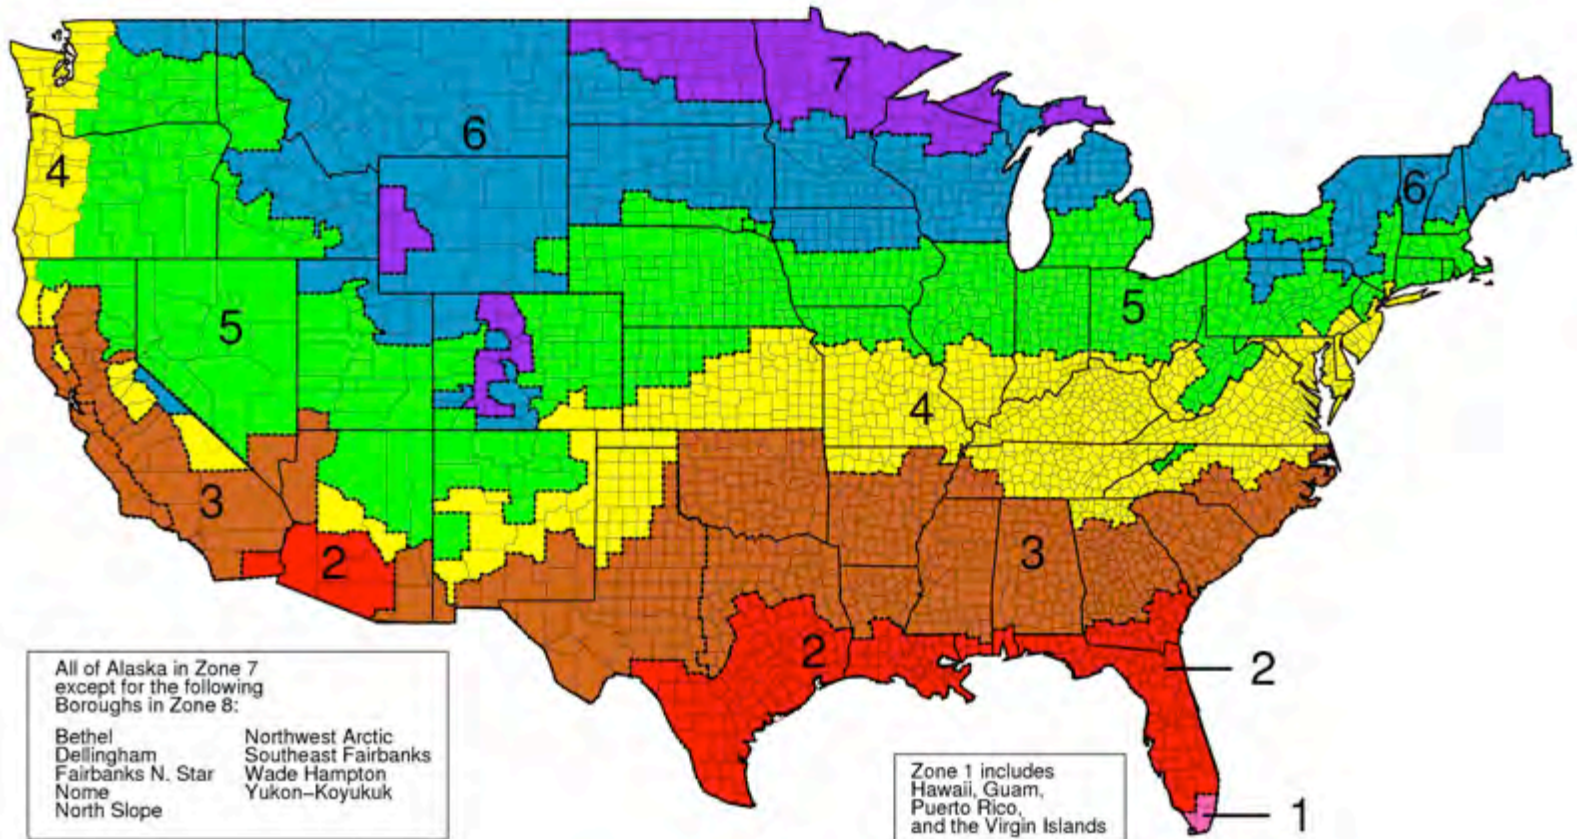 7
6
4
6
5
5
4
3
2
3
2
2
1
All of Alaska in Zone 7
except for the following
Boroughs in Zone 8:
Bethel Northwest Arctic
Dellingham Southeast Fairbanks
Fairbanks N. Star Wade Hampton
Nome Yukon–Koyukuk
North Slope
Zone 1 includes
Hawaii, Guam,
Puerto Rico,
and the Virgin Islands